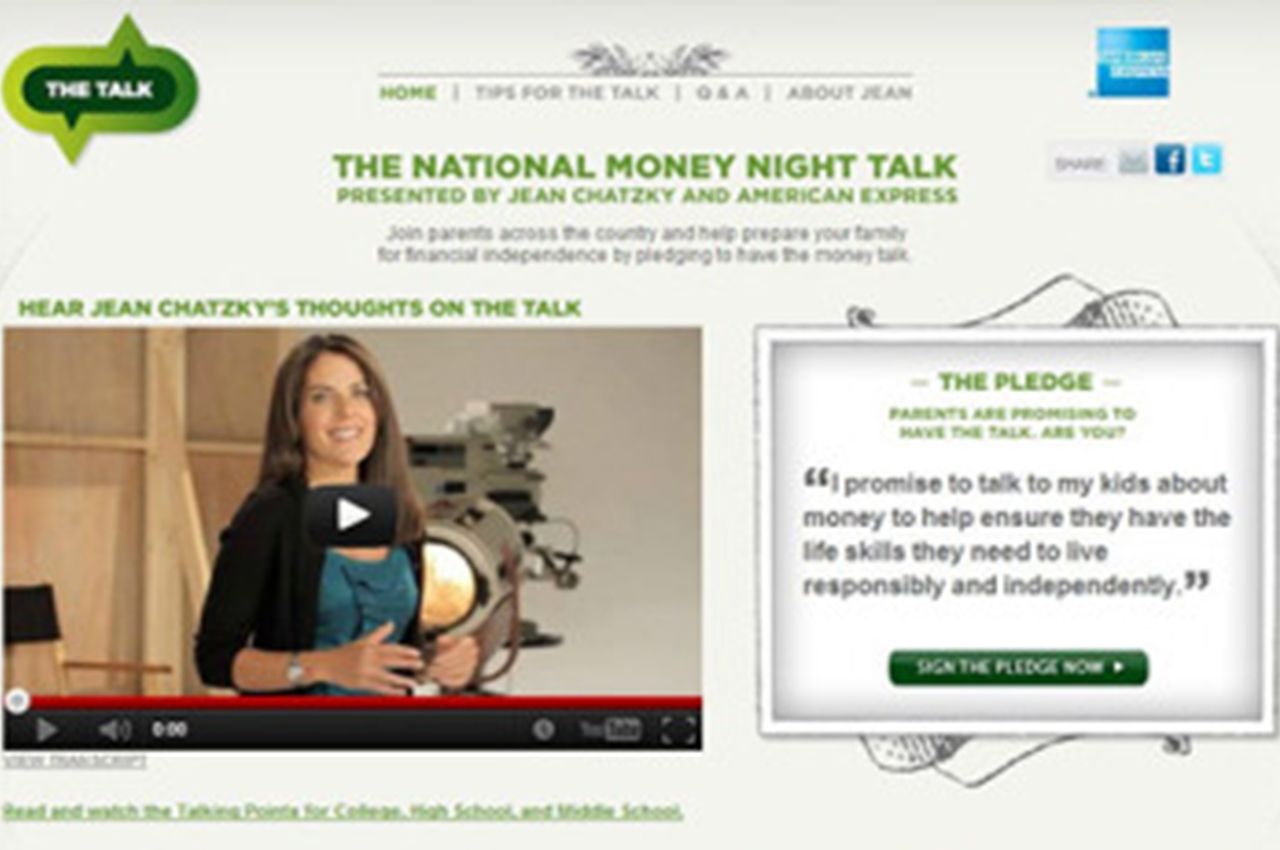 THE TALK
HOME | TIPS FOR THE TALK | Q & A | ABOUT JEAN
AMERICAN
EXPRESS
SHARE
THE NATIONAL MONEY NIGHT TALK
PRESENTED BY JEAN CHATZKY AND AMERICAN EXPRESS
Join parents across the country and help prepare your family
for financial independence by pledging to have the money talk.
HEAR JEAN CHATZKY'S THOUGHTS ON THE TALK
0:00
YouTube
VIEW TRANSCRIPT
Read and watch the Talking Points for College, High School, and Middle School.
— THE PLEDGE —
PARENTS ARE PROMISING TO
HAVE THE TALK. ARE YOU?
“I promise to talk to my kids about
money to help ensure they have the
life skills they need to live
responsibly and independently.”
SIGN THE PLEDGE NOW